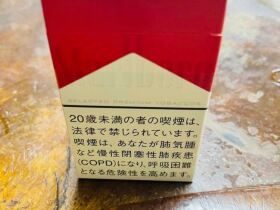 SELECTED PREMIUM TOBACCOS
20歳未満の者の喫煙は、
法律で禁じられています。
喫煙は、あなたが肺気腫
など慢性閉塞性肺疾患
(COPD)になり、呼吸困難
となる危険性を高めます。